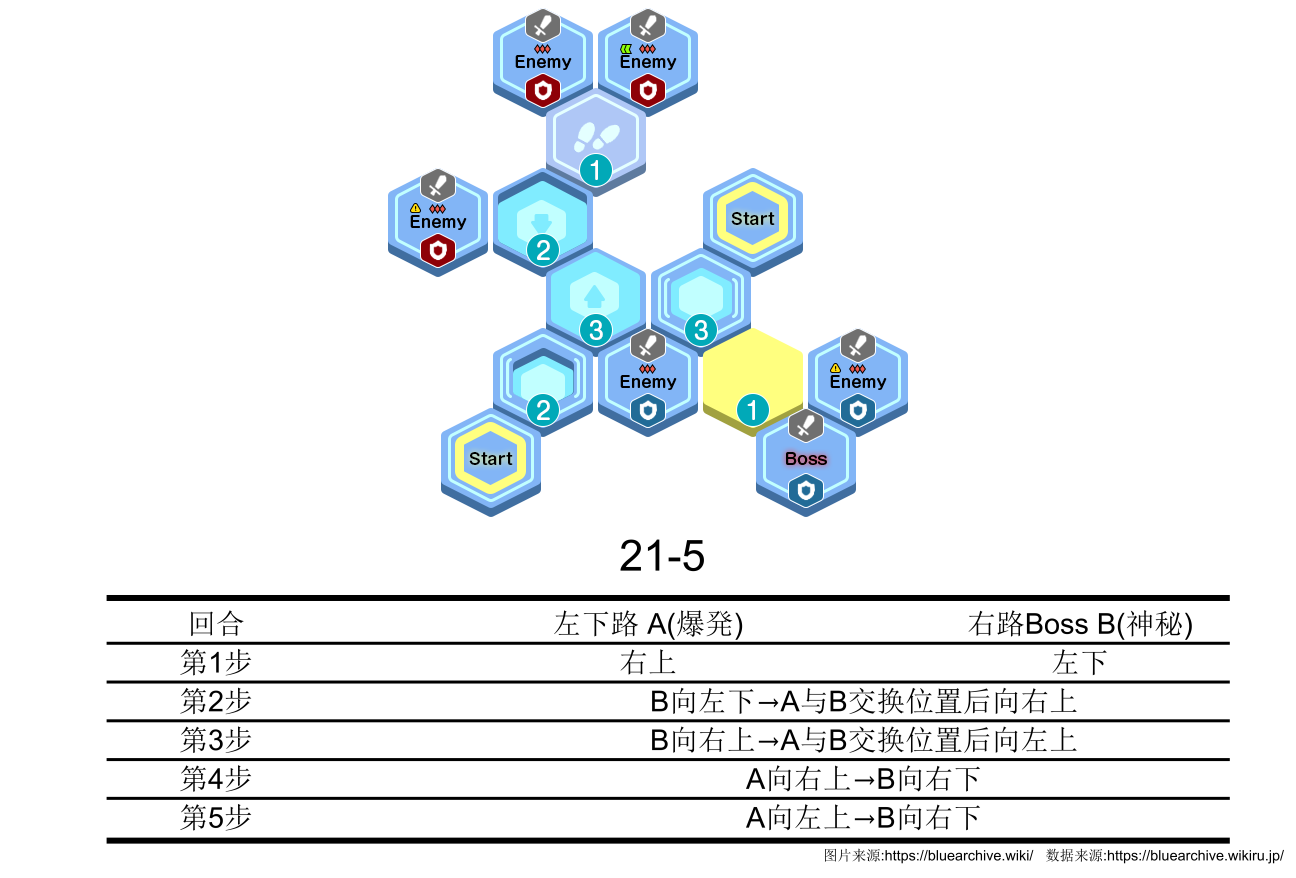 Enemy Enemy
1
Enemy 2 Start
3 3
Enemy Enemy
2 1
Start Boss
21-5
回合 左下路 A(爆発) 右路Boss B(神秘)
第1步 右上 左下
第2步 B向左下→A与B交换位置后向右上
第3步 B向右上→A与B交换位置后向左上
第4步 A向右上→B向右下
第5步 A向左上→B向右下
图片来源:https://bluearchive.wiki/ 数据来源:https://bluearchive.wikiru.jp/